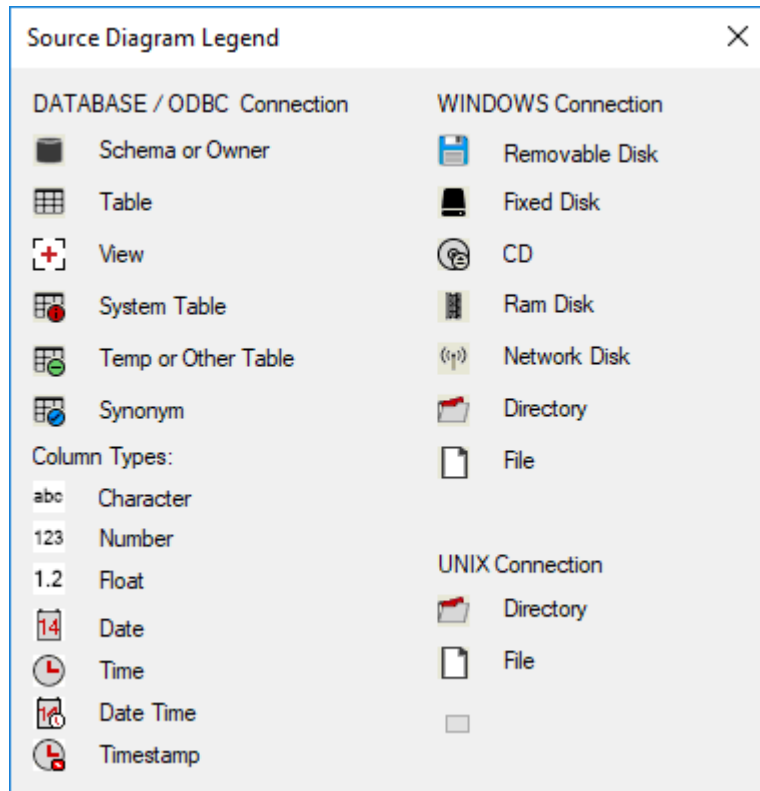 Source Diagram Legend
DATABASE / ODBC Connection
Schema or Owner
Table
View
System Table
Temp or Other Table
Synonym
Column Types:
abc Character
123 Number
1.2 Float
14 Date
Time
14 Date Time
Timestamp
WINDOWS Connection
Removable Disk
Fixed Disk
CD
Ram Disk
Network Disk
Directory
File
UNIX Connection
Directory
File